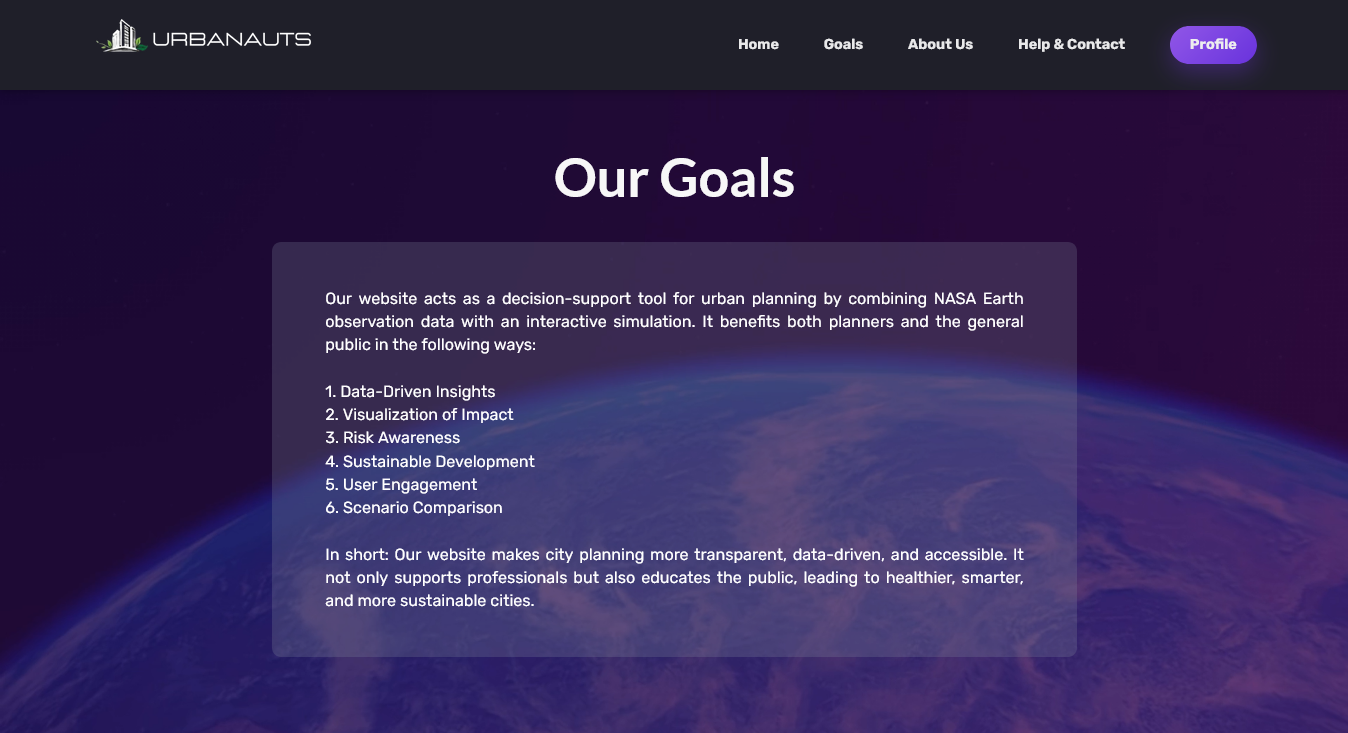 URBANAUTS
Home
Goals
About Us
Help & Contact
Profile
Our Goals
Our website acts as a decision-support tool for urban planning by combining NASA Earth
observation data with an interactive simulation. It benefits both planners and the general
public in the following ways:
1. Data-Driven Insights
2. Visualization of Impact
3. Risk Awareness
4. Sustainable Development
5. User Engagement
6. Scenario Comparison
In short: Our website makes city planning more transparent, data-driven, and accessible. It
not only supports professionals but also educates the public, leading to healthier, smarter,
and more sustainable cities.